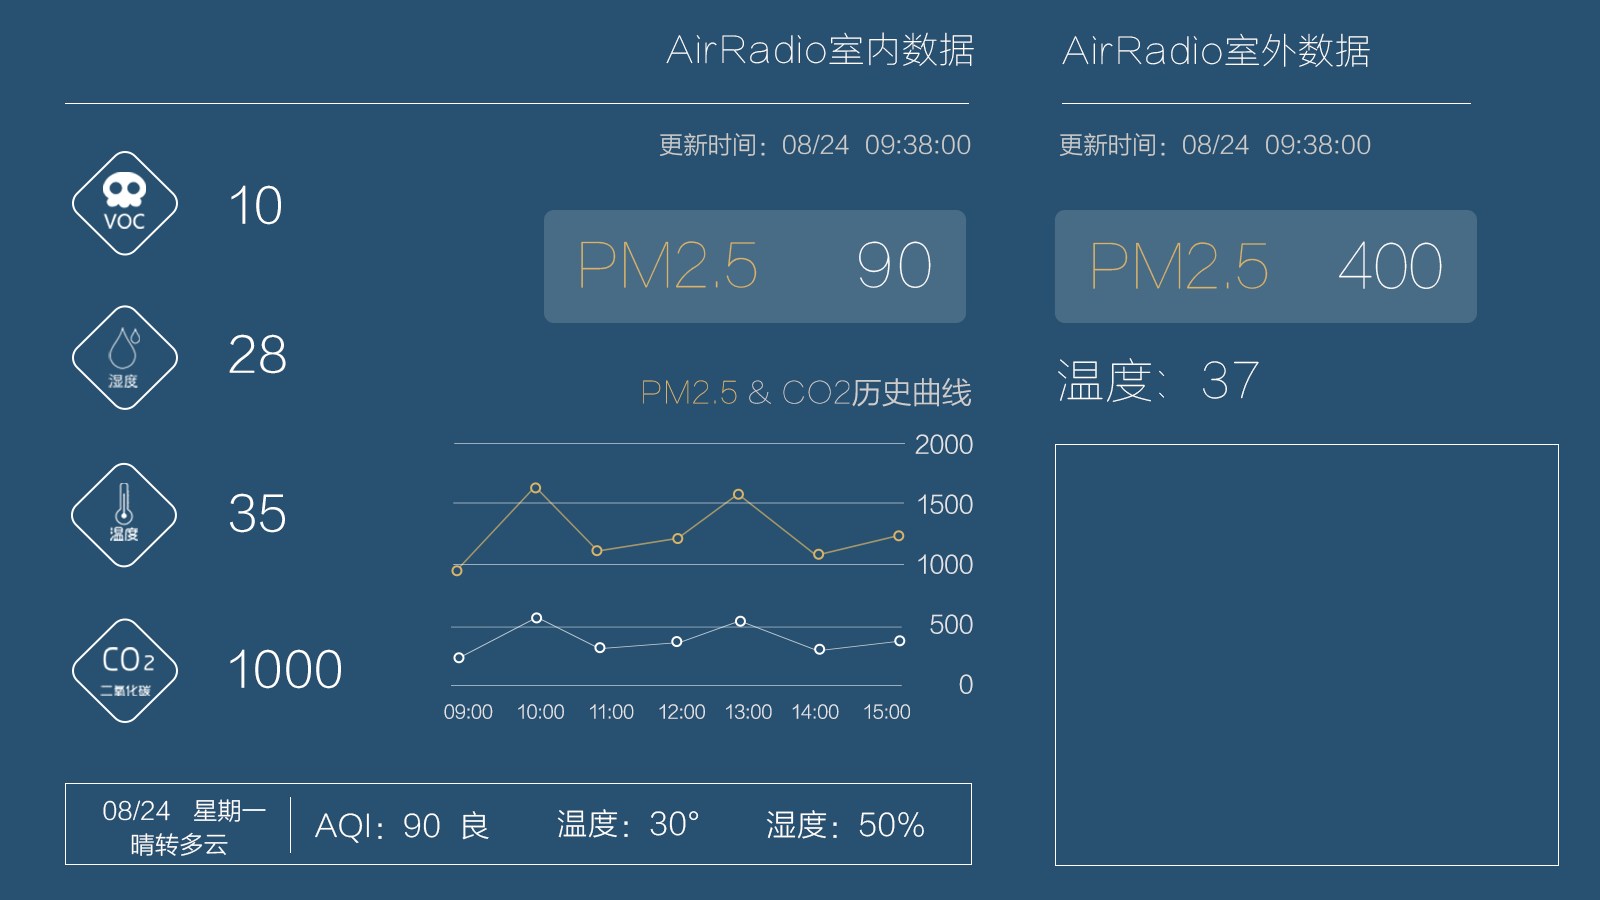 AirRadio室内数据
AirRadio室外数据
更新时间：08/24 09:38:00
更新时间：08/24 09:38:00
VOC
10
PM2.5 90
PM2.5 400
湿度
28
温度：37
PM2.5 & CO2历史曲线
2000
1500
1000
500
0
09:00 10:00 11:00 12:00 13:00 14:00 15:00
温度
35
CO2
二氧化碳
1000
08/24 星期一
晴转多云
AQI：90 良
温度：30°
湿度：50%